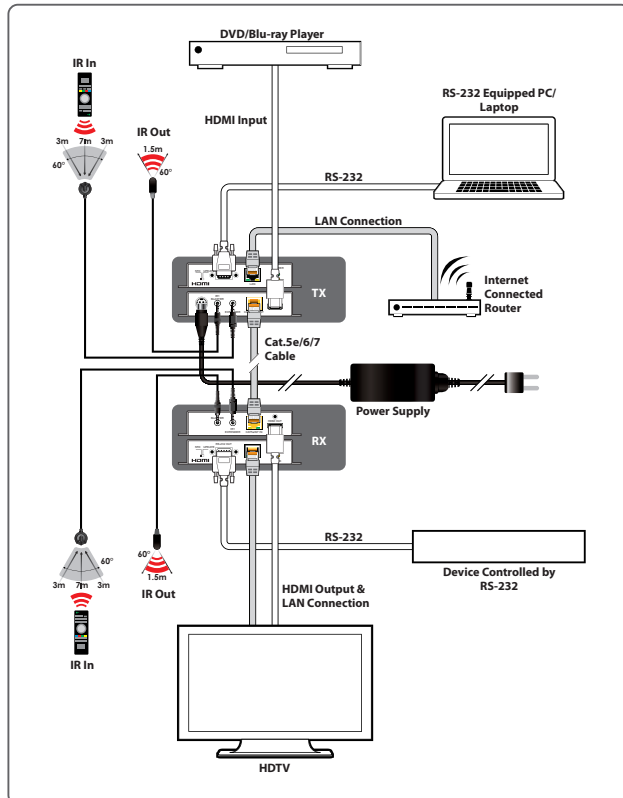 DVD/Blu-ray Player
IR In
RS-232 Equipped PC/
Laptop
HDMI Input
IR Out
3m 7m 3m
1.5m
60°
60°
RS-232
LAN Connection
HDMI
TX
Internet
Connected
Router
Cat.5e/6/7
Cable
Power Supply
RX
HDMI
RS-232
60°
60°
3m 7m 3m
1.5m
IR Out
Device Controlled by
RS-232
HDMI Output &
LAN Connection
IR In
HDTV